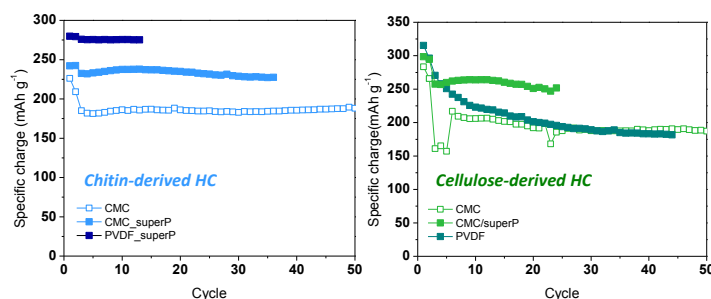 300
250
200
150
100
50
0
Specific charge (mAh g⁻¹)
Chitin-derived HC
CMC
CMC_superP
PVDF_superP
0 10 20 30 40 50
Cycle
350
300
250
200
150
100
50
0
Specific charge(mAh g⁻¹)
Cellulose-derived HC
CMC
CMC/superP
PVDF
0 10 20 30 40 50
Cycle